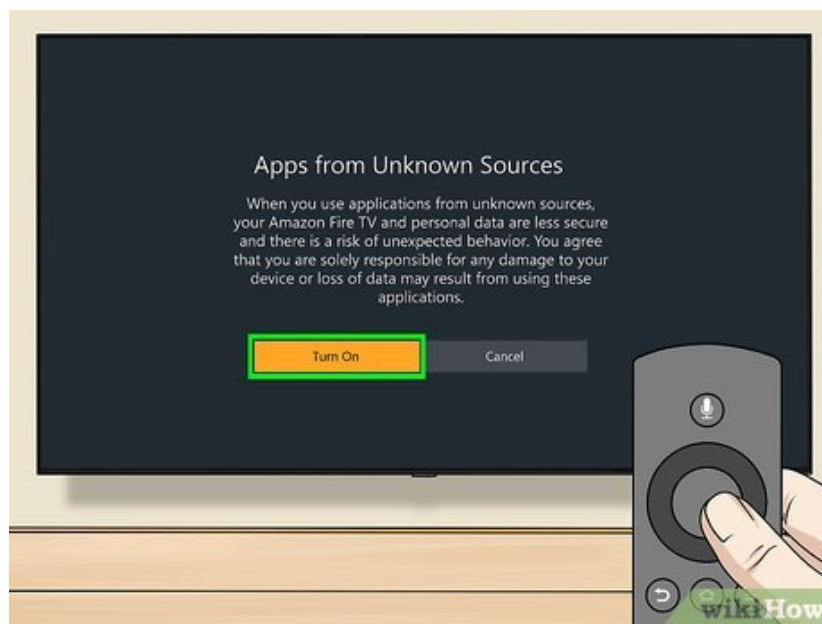 Apps from Unknown Sources
When you use applications from unknown sources,
your Amazon Fire TV and personal data are less secure
and there is a risk of unexpected behavior. You agree
that you are solely responsible for any damage to your
device or loss of data may result from using these
applications.
Turn On
Cancel
wikiHow